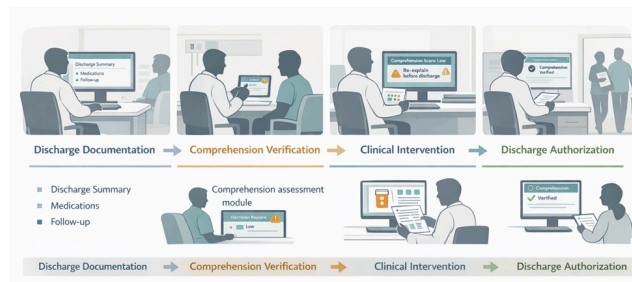 Discharge Summary
Medications
Follow-up
Comprehension Score Low
Re-explain
before discharge
Comprehension
Verified
Discharge Documentation
Comprehension Verification
Clinical Intervention
Discharge Authorization
Discharge Summary
Medications
Follow-up
Comprehension assessment
module
Low
Comprehension
Verified
Discharge Documentation
Comprehension Verification
Clinical Intervention
Discharge Authorization